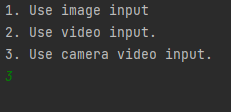 1. Use image input
2. Use video input.
3. Use camera video input.
3